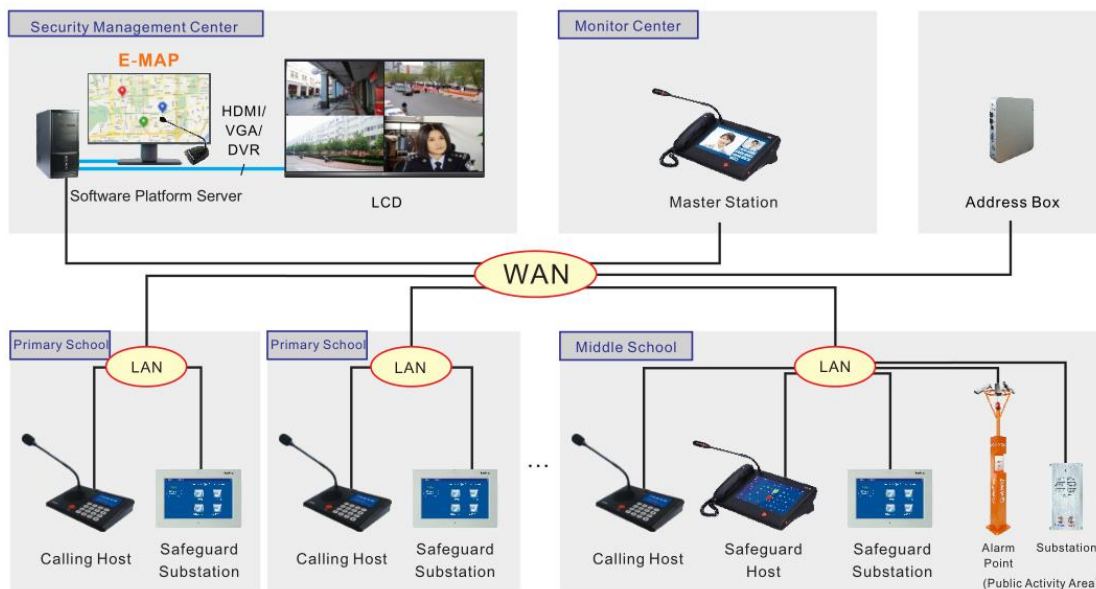 Security Management Center
E-MAP
HDMI/
VGA/
DVR
Software Platform Server
LCD
Monitor Center
Master Station
Address Box
WAN
Primary School
LAN
Calling Host
Safeguard
Substation
Primary School
LAN
Calling Host
Safeguard
Substation
...
Middle School
LAN
Calling Host
Safeguard
Host
Safeguard
Substation
Alarm
Point
Substation
(Public Activity Area)